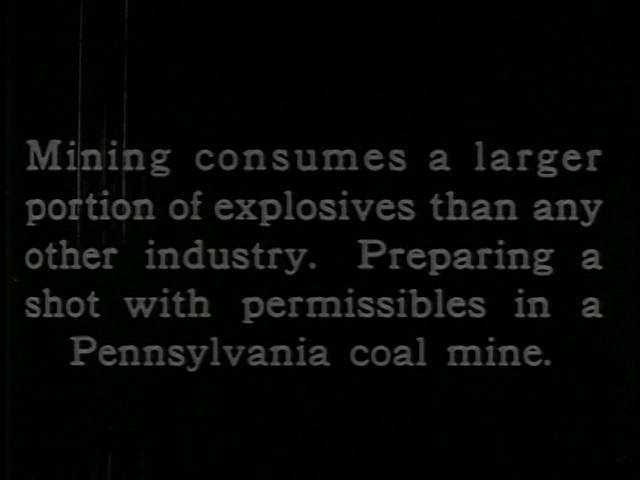 Mining consumes a larger
portion of explosives than any
other industry. Preparing a
shot with permissibles in a
Pennsylvania coal mine.